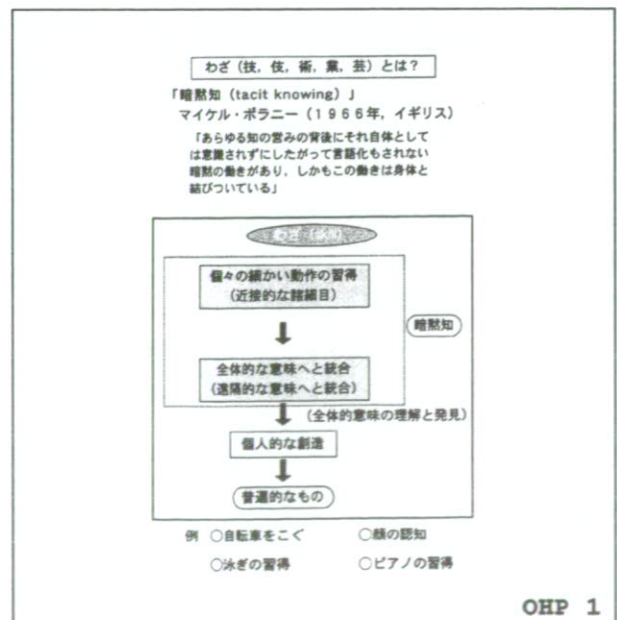 わざ（技，伎，術，業，芸）とは？
「暗黙知（tacit knowing）」
マイケル・ポラニー（１９６６年，イギリス）
「あらゆる知の営みの背後にそれ自体として
は意識されずにしたがって言語化もされない
暗黙の働きがあり，しかもこの働きは身体と
結びついている」
わざ
個々の細かい動作の習得
（近接的な諸細目）
暗黙知
全体的な意味へと統合
（遠隔的な意味へと統合）
（全体的意味の理解と発見）
個人的な創造
普遍的なもの
例　○自転車をこぐ　○顔の認知
○泳ぎの習得　○ピアノの習得
OHP 1